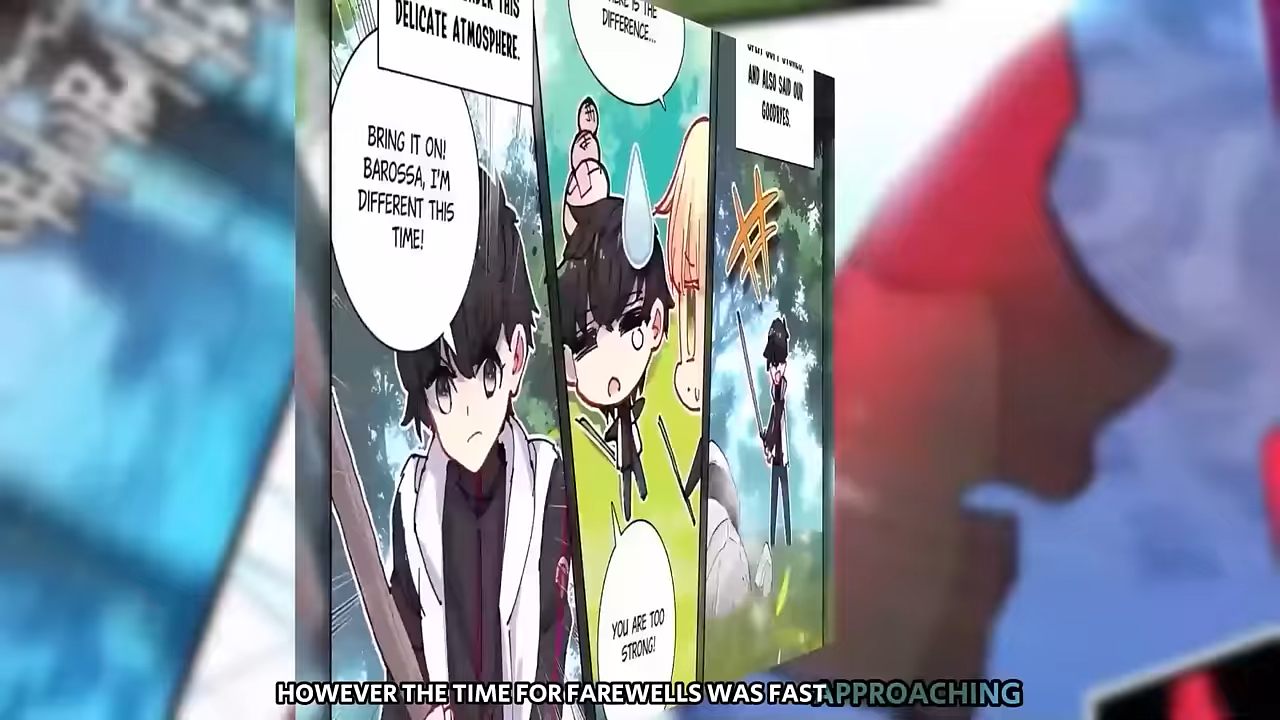 DELICATE ATMOSPHERE.
BRING IT ON!
BAROSSA, I'M
DIFFERENT THIS
TIME!
DIFFERENCE...
YOU ARE TOO
STRONG!
AND ALSO SAID OUR
GOODBYES.
HOWEVER THE TIME FOR FAREWELLS WAS FAST APPROACHING